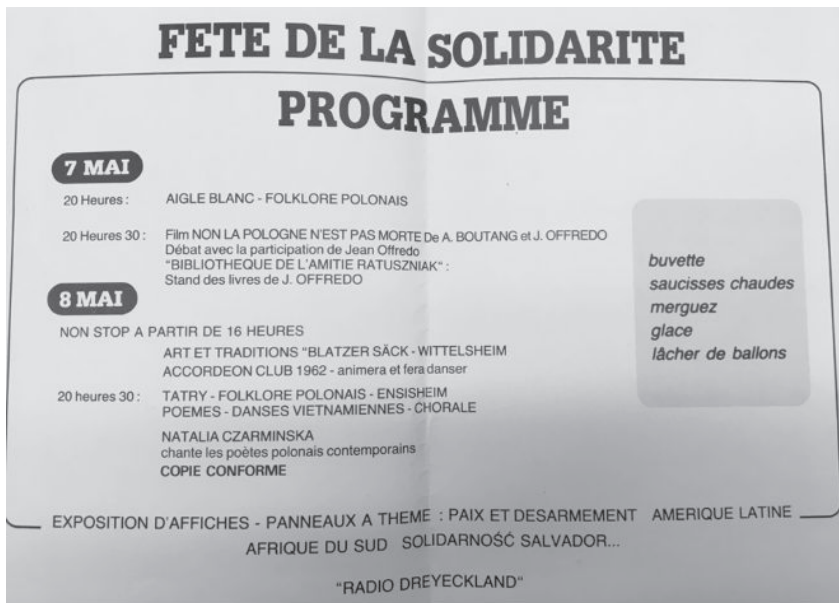 FETE DE LA SOLIDARITE
PROGRAMME
7 MAI
20 Heures : AIGLE BLANC - FOLKLORE POLONAIS
20 Heures 30 : Film NON LA POLOGNE N'EST PAS MORTE De A. BOUTANG et J. OFFREDO
Débat avec la participation de Jean Offredo
"BIBLIOTHEQUE DE L'AMITIE RATUSZNIAK" :
Stand des livres de J. OFFREDO
8 MAI
NON STOP A PARTIR DE 16 HEURES
ART ET TRADITIONS "BLATZER SÄCK - WITTELSHEIM
ACCORDEON CLUB 1962 - animera et fera danser
20 heures 30 : TATRY - FOLKLORE POLONAIS - ENSISHEIM
POEMES - DANSES VIETNAMIENNES - CHORALE
NATALIA CZARMINSKA
chante les poètes polonais contemporains
COPIE CONFORME
buvette
saucisses chaudes
merguez
glace
lâcher de ballons
EXPOSITION D'AFFICHES - PANNEAUX A THEME : PAIX ET DESARMEMENT AMERIQUE LATINE
AFRIQUE DU SUD SOLIDARNOŚĆ SALVADOR...
"RADIO DREYECKLAND"